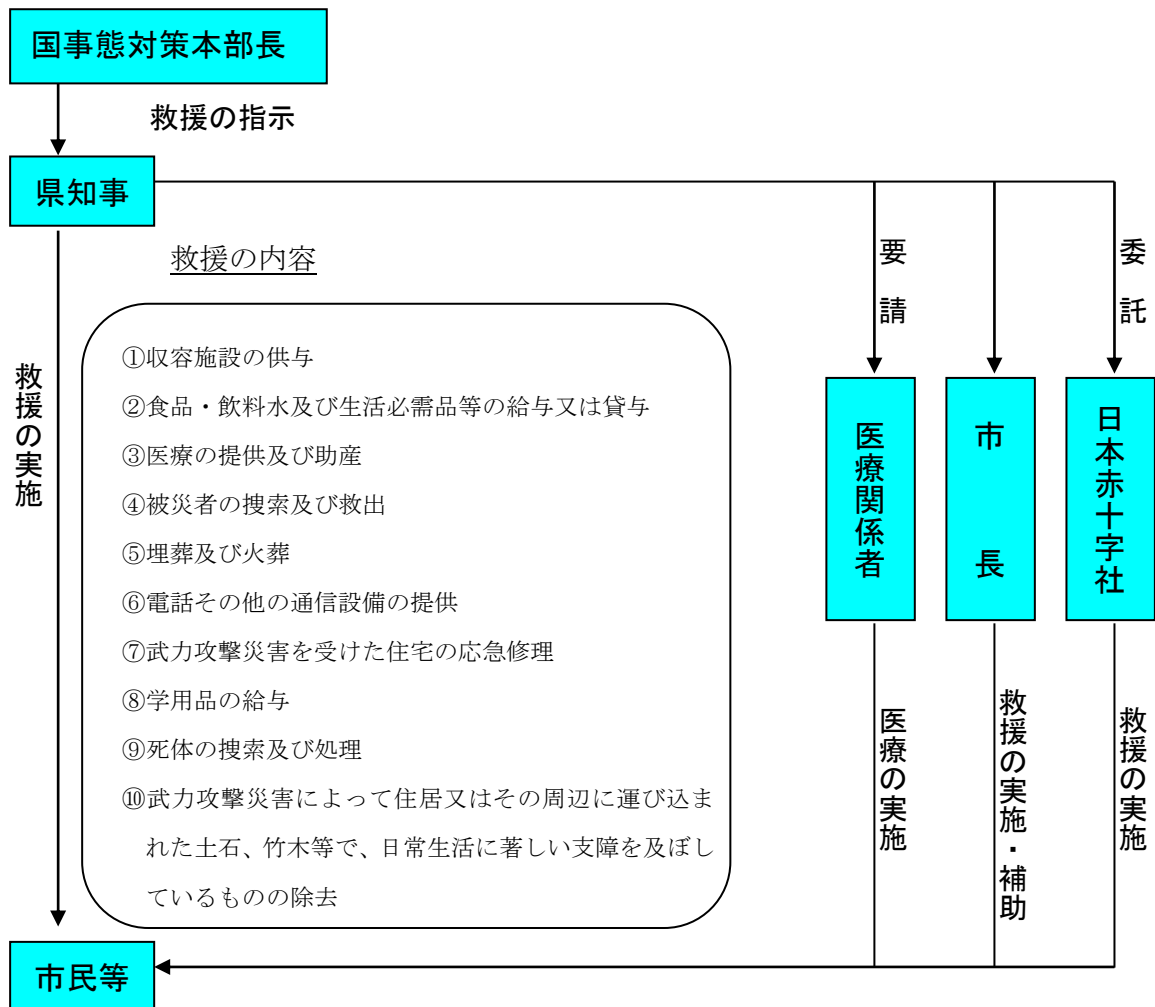 国事態対策本部長
救援の指示
県知事
救援の内容
要請
委託
救援の実施
①収容施設の供与
②食品・飲料水及び生活必需品等の給与又は貸与
③医療の提供及び助産
④被災者の捜索及び救出
⑤埋葬及び火葬
⑥電話その他の通信設備の提供
⑦武力攻撃災害を受けた住宅の応急修理
⑧学用品の給与
⑨死体の捜索及び処理
⑩武力攻撃災害によって住居又はその周辺に運び込ま
れた土石、竹木等で、日常生活に著しい支障を及ぼし
ているものの除去
医療関係者
市長
日本赤十字社
医療の実施
救援の実施・補助
救援の実施
市民等